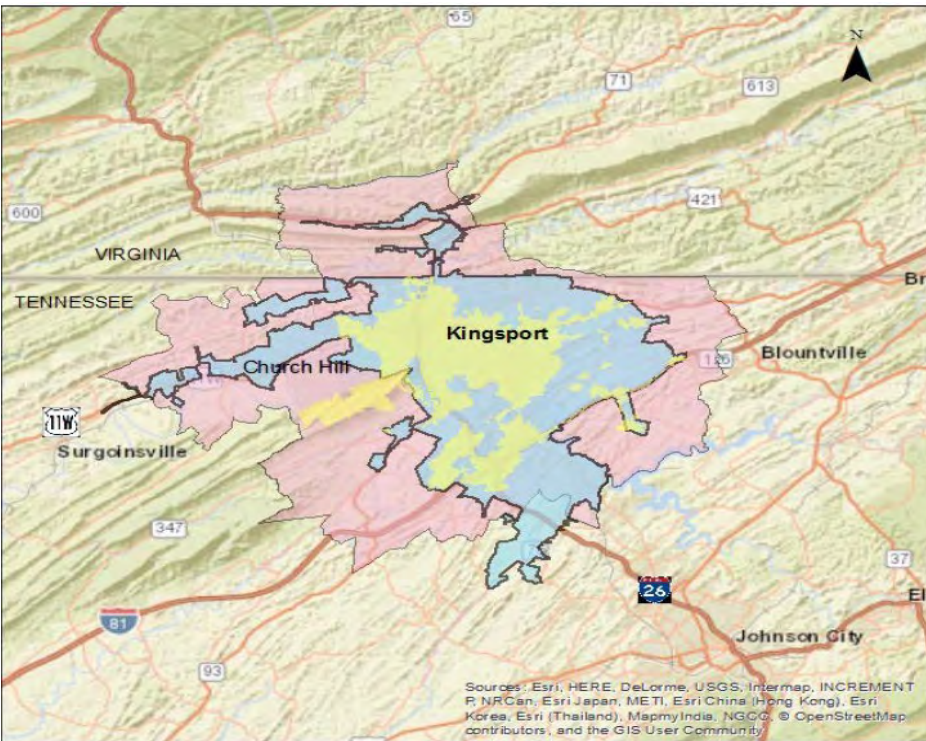 65
N
71
613
421
600
VIRGINIA
TENNESSEE
Br
Kingsport
126
Blountville
Church Hill
11W
Surgoinsville
347
37
26
El
81
Johnson City
93
Sources: Esri, HERE, DeLorme, USGS, Intermap, INCREMENT
P, NRCan, Esri Japan, METI, Esri China (Hong Kong), Esri
Korea, Esri (Thailand), MapmyIndia, NGCC, © OpenStreetMap
contributors, and the GIS User Community